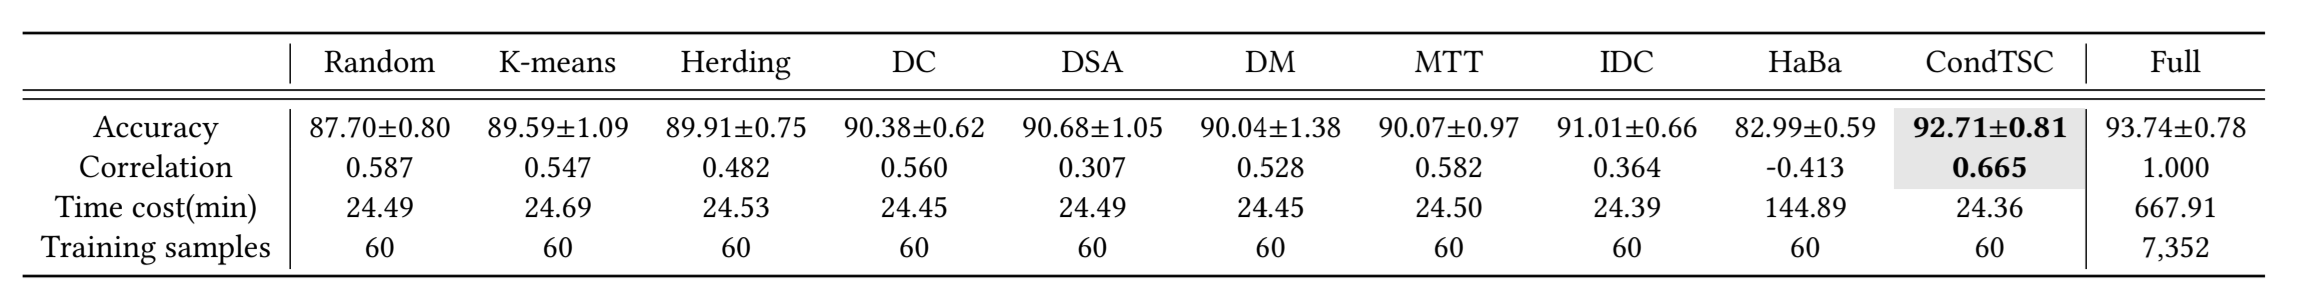 Random K-means Herding DC DSA DM MTT IDC HaBa CondTSC Full
Accuracy 87.70±0.80 89.59±1.09 89.91±0.75 90.38±0.62 90.68±1.05 90.04±1.38 90.07±0.97 91.01±0.66 82.99±0.59 92.71±0.81 93.74±0.78
Correlation 0.587 0.547 0.482 0.560 0.307 0.528 0.582 0.364 -0.413 0.665 1.000
Time cost(min) 24.49 24.69 24.53 24.45 24.49 24.45 24.50 24.39 144.89 24.36 667.91
Training samples 60 60 60 60 60 60 60 60 60 60 7,352